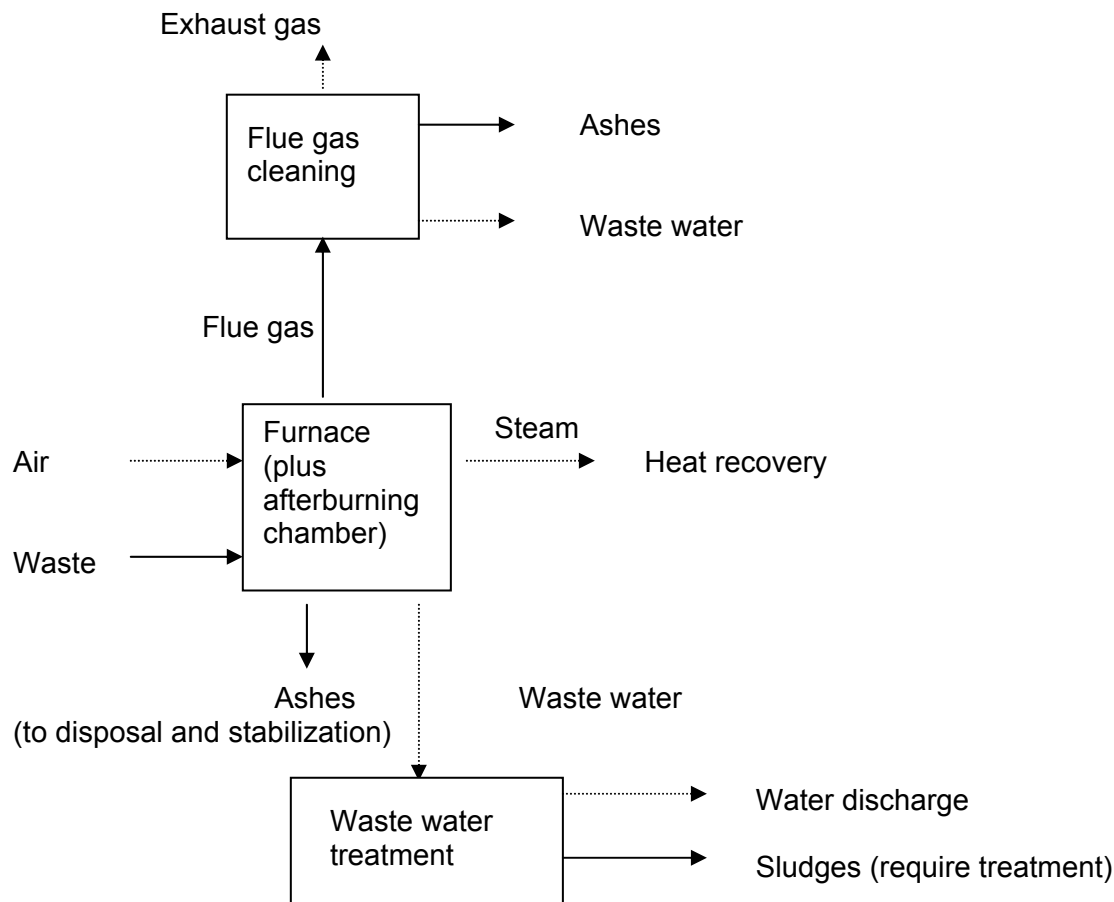 Exhaust gas
Flue gas
cleaning
Ashes
Waste water
Flue gas
Furnace
(plus
afterburning
chamber)
Steam
Air
Heat recovery
Waste
Ashes
(to disposal and stabilization)
Waste water
Waste water
treatment
Water discharge
Sludges (require treatment)